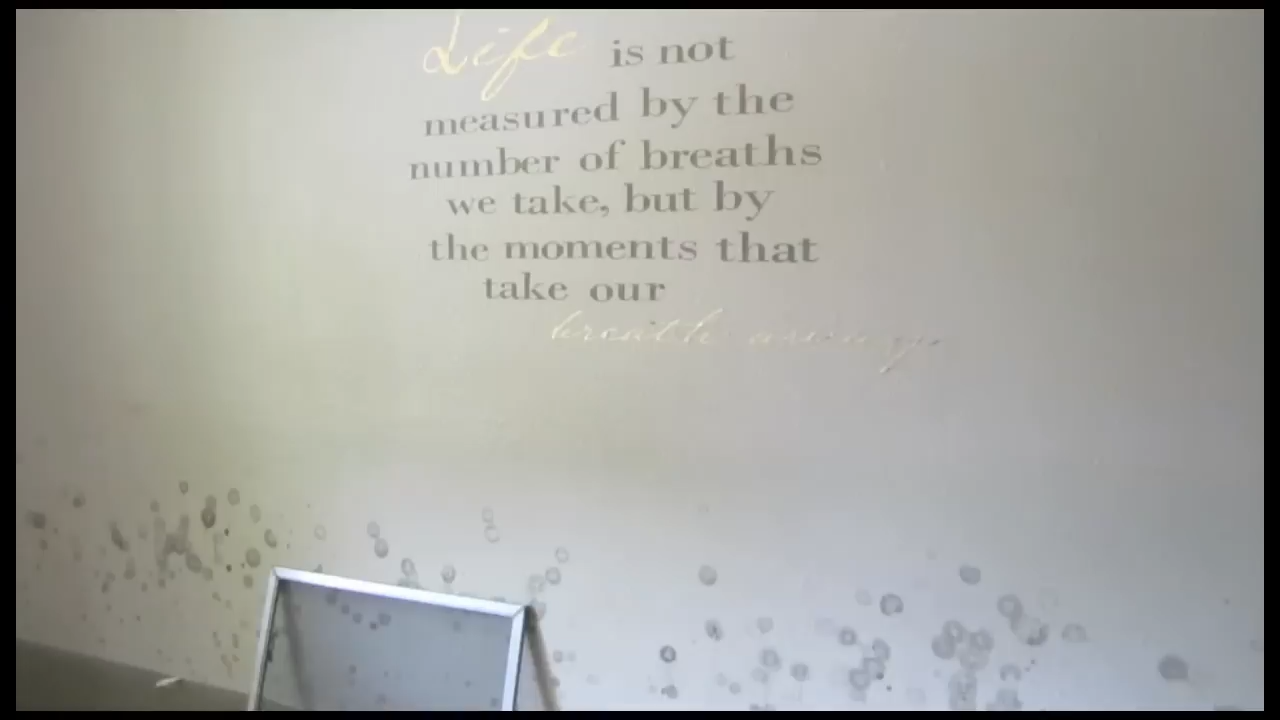 Life is not
measured by the
number of breaths
we take, but by
the moments that
take our
breath away.